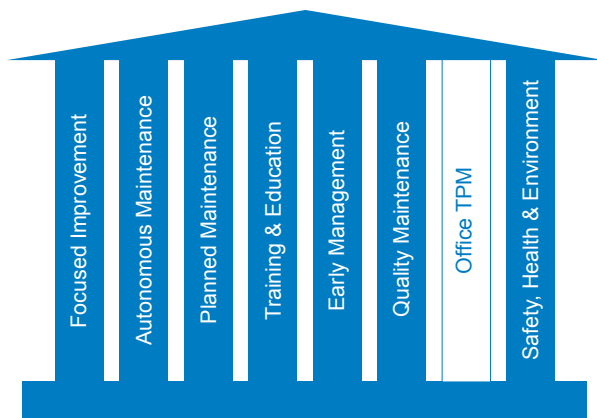 Focused Improvement
Autonomous Maintenance
Planned Maintenance
Training & Education
Early Management
Quality Maintenance
Office TPM
Safety, Health & Environment